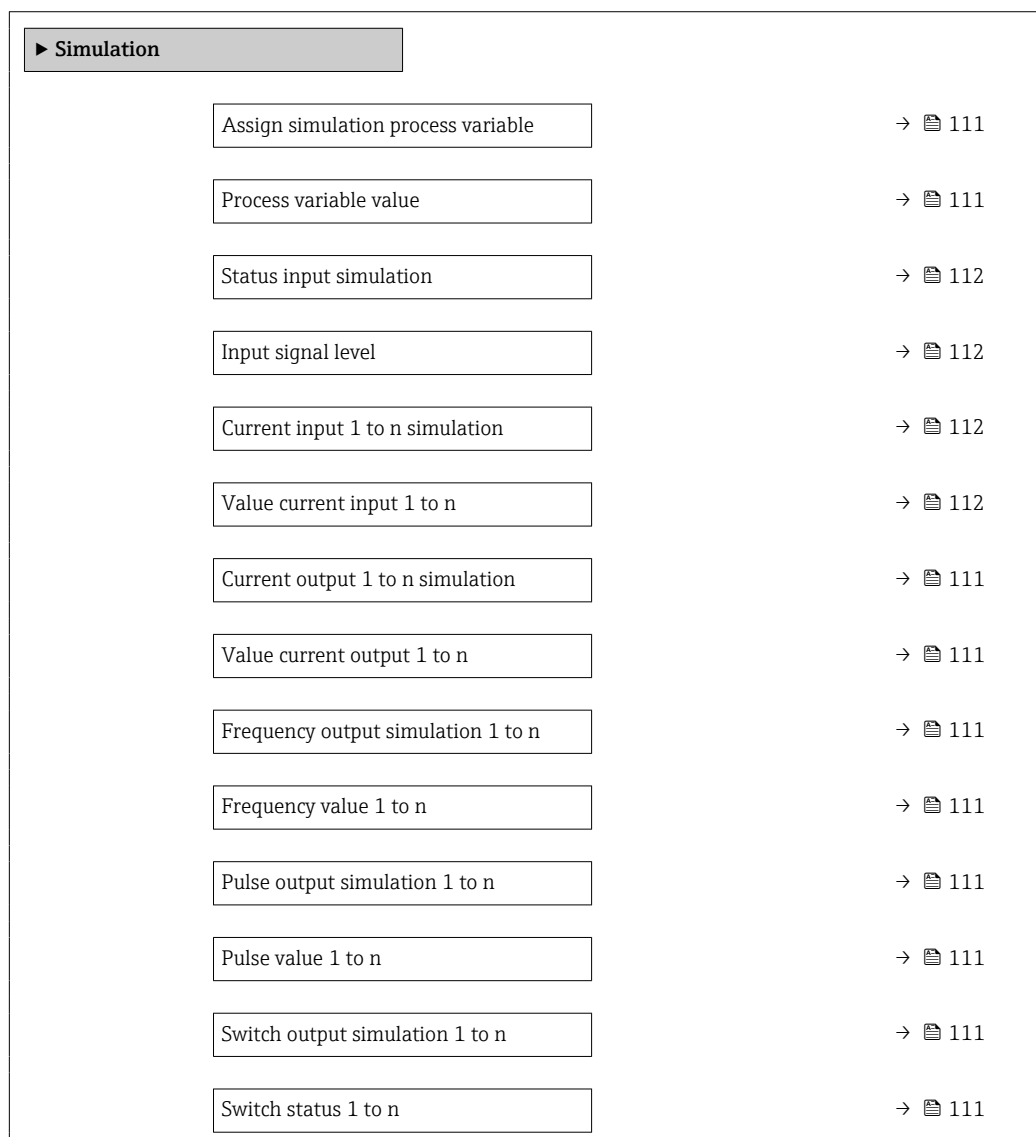 ▶ Simulation
Assign simulation process variable → 111
Process variable value → 111
Status input simulation → 112
Input signal level → 112
Current input 1 to n simulation → 112
Value current input 1 to n → 112
Current output 1 to n simulation → 111
Value current output 1 to n → 111
Frequency output simulation 1 to n → 111
Frequency value 1 to n → 111
Pulse output simulation 1 to n → 111
Pulse value 1 to n → 111
Switch output simulation 1 to n → 111
Switch status 1 to n → 111